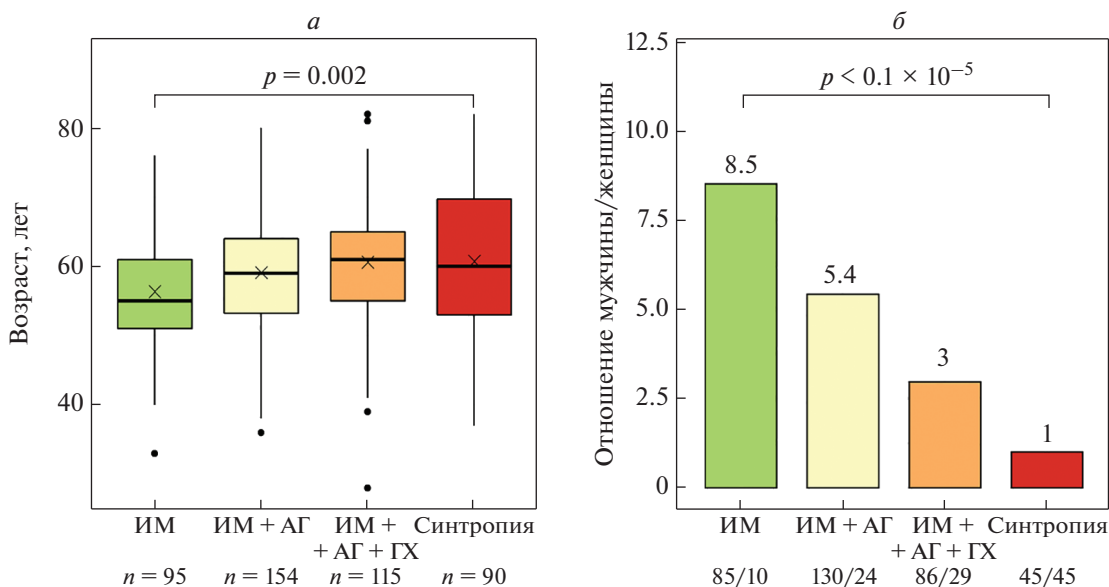 а
p = 0.002
Возраст, лет
80
60
40
ИМ
ИМ + АГ
ИМ +
+ АГ + ГХ
Синтропия
n = 95
n = 154
n = 115
n = 90
б
p < 0.1 × 10⁻⁵
Отношение мужчины/женщины
12.5
10.0
7.5
5.0
2.5
0
8.5
5.4
3
1
ИМ
ИМ + АГ
ИМ +
+ АГ + ГХ
Синтропия
85/10
130/24
86/29
45/45